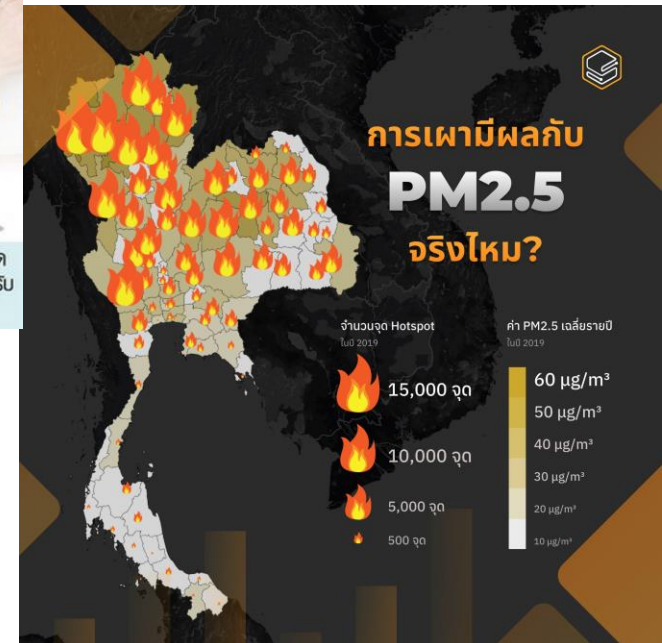 การเผามีผลกับ
PM2.5
จริงไหม?
จำนวนจุด Hotspot
ในปี 2019
15,000 จุด
10,000 จุด
5,000 จุด
500 จุด
ค่า PM2.5 เฉลี่ยรายปี
ในปี 2019
60 µg/m³
50 µg/m³
40 µg/m³
30 µg/m³
20 µg/m³
10 µg/m³